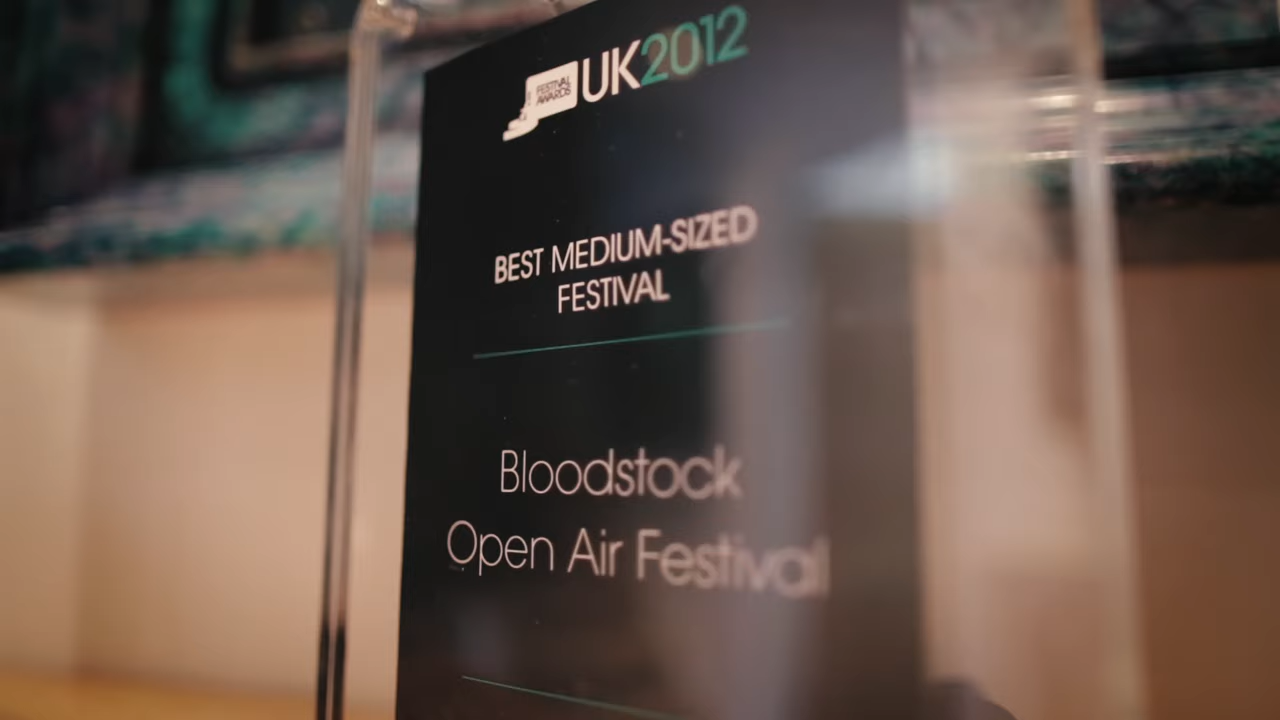 FESTIVAL
AWARDS
UK2012
BEST MEDIUM-SIZED
FESTIVAL
Bloodstock
Open Air Festival